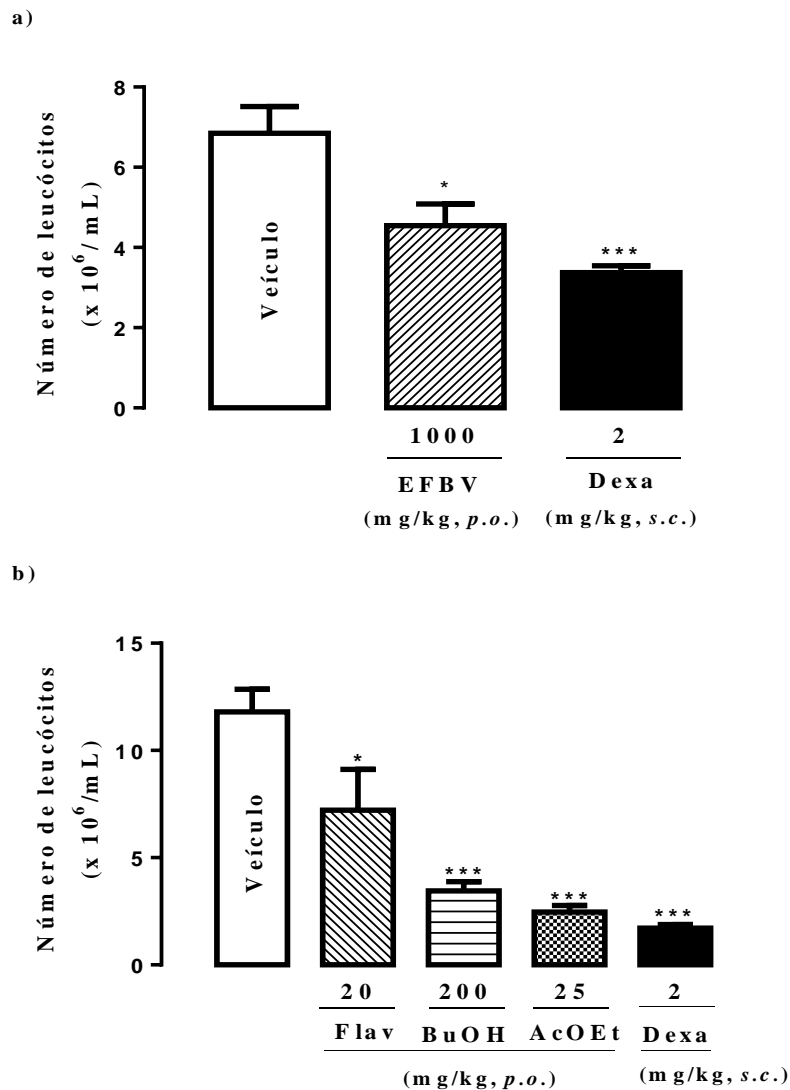 a)
8
6
4
2
0
Número de leucócitos
(x 10⁶/mL)
Veículo
*
***
1000
2
EFBV
Dexa
(mg/kg, p.o.)
(mg/kg, s.c.)
b)
15
10
5
0
Número de leucócitos
(x 10⁶/mL)
Veículo
*
***
***
***
20
200
25
2
Flav
BuOH
AcOEt
Dexa
(mg/kg, p.o.)
(mg/kg, s.c.)